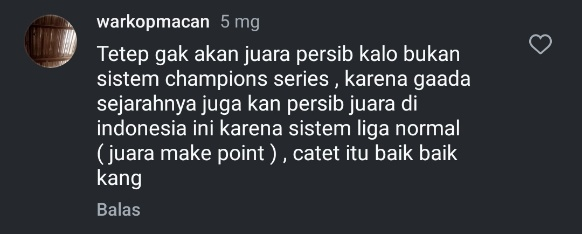 warkopmacan 5 mg
Tetep gak akan juara persib kalo bukan
sistem champions series , karena gaada
sejarahnya juga kan persib juara di
indonesia ini karena sistem liga normal
( juara make point ) , catet itu baik baik
kang
Balas